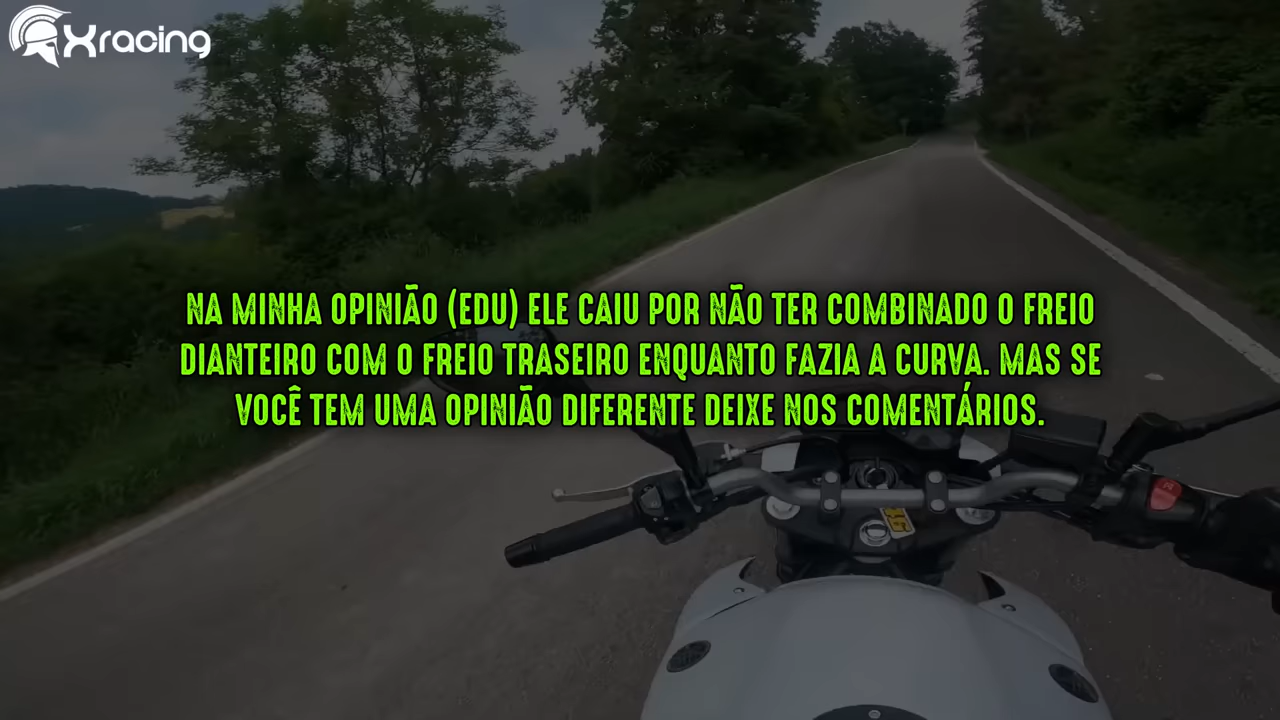 Xracing
NA MINHA OPINIÃO (EDU) ELE CAIU POR NÃO TER COMBINADO O FREIO
DIANTEIRO COM O FREIO TRASEIRO ENQUANTO FAZIA A CURVA. MAS SE
VOCÊ TEM UMA OPINIÃO DIFERENTE DEIXE NOS COMENTÁRIOS.